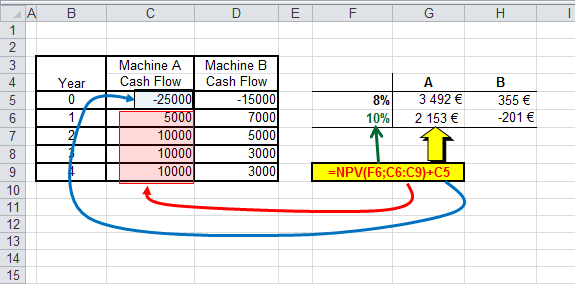 A B C D E F G H I
1
2
3 Machine A Machine B
4 Year Cash Flow Cash Flow A B
5 0 -25000 -15000 8% 3 492 € 355 €
6 1 5000 7000 10% 2 153 € -201 €
7 2 10000 5000
8 3 10000 3000
9 4 10000 3000 =NPV(F6;C6:C9)+C5
10
11
12
13
14
15